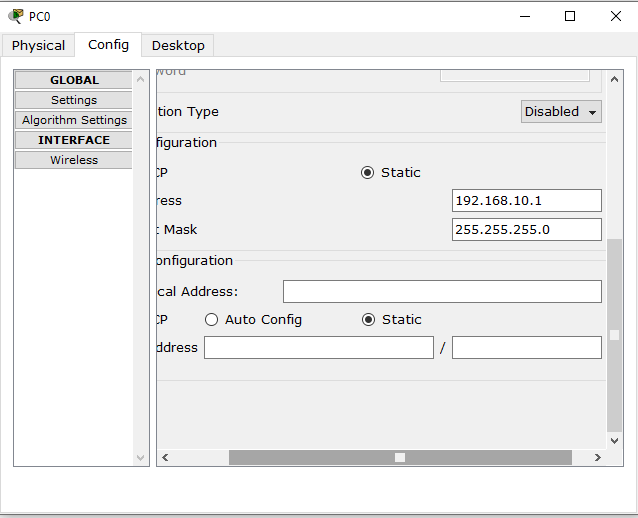 PC0
Physical Config Desktop
GLOBAL
Settings
Algorithm Settings
INTERFACE
Wireless
word
tion Type Disabled
figuration
CP Static
ress 192.168.10.1
t Mask 255.255.255.0
onfiguration
cal Address:
CP Auto Config Static
ddress /